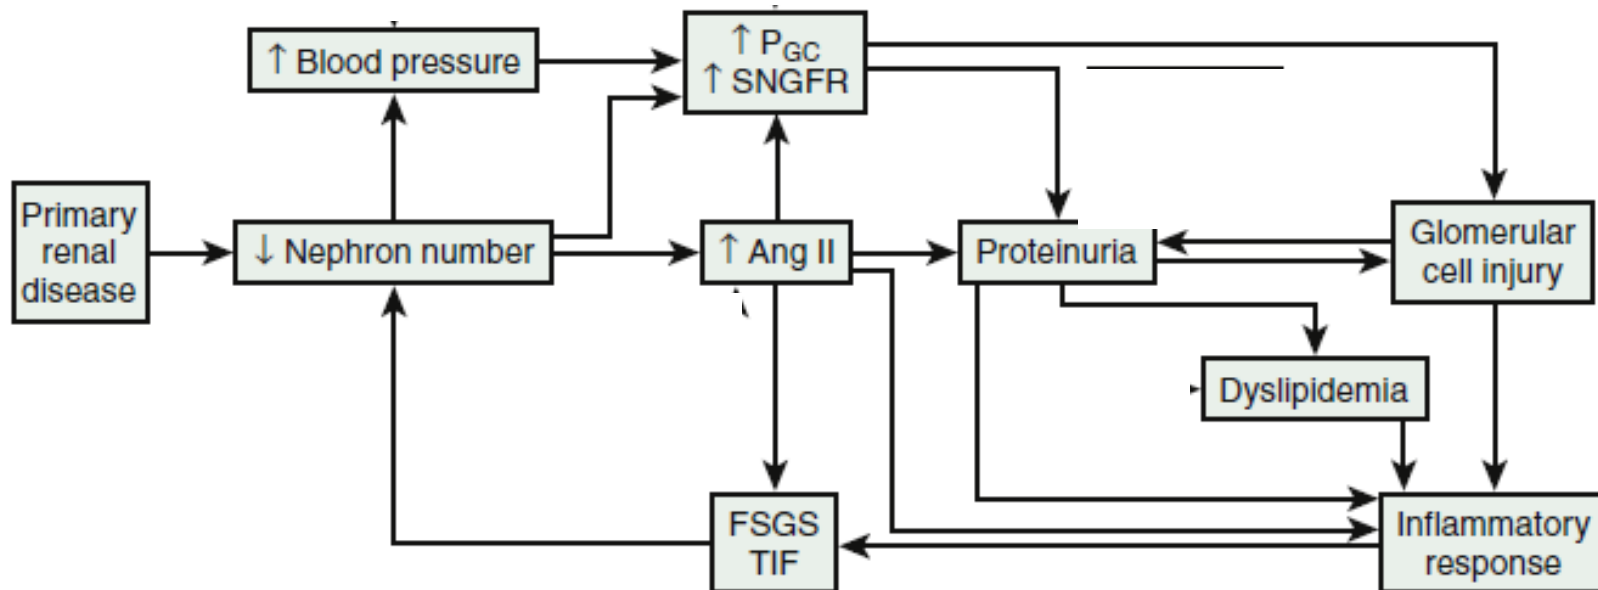 ↑ Blood pressure
↑ PGC
↑ SNGFR
Primary
renal
disease
↓ Nephron number
↑ Ang II
Proteinuria
Glomerular
cell injury
Dyslipidemia
FSGS
TIF
Inflammatory
response